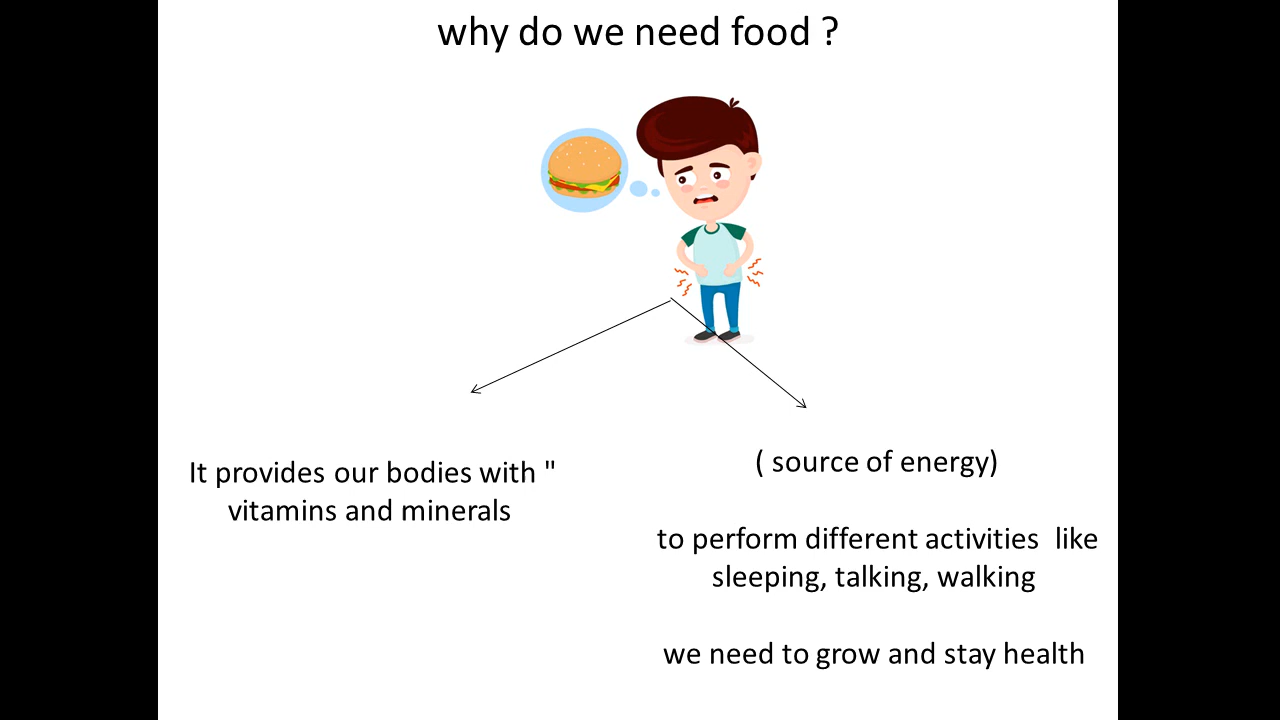 why do we need food ?
It provides our bodies with "
vitamins and minerals
( source of energy)
to perform different activities  like
sleeping, talking, walking
we need to grow and stay health